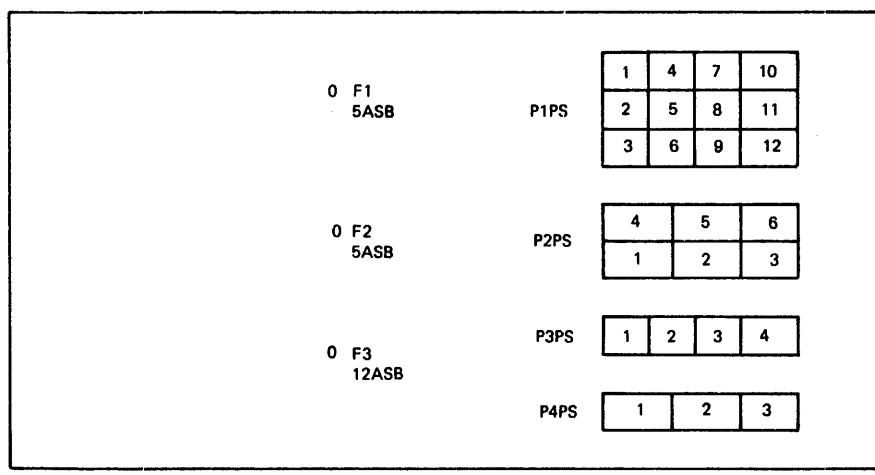 0 F1
5ASB
P1PS
1 4 7 10
2 5 8 11
3 6 9 12
0 F2
5ASB
P2PS
4 5 6
1 2 3
0 F3
12ASB
P3PS
1 2 3 4
P4PS
1 2 3